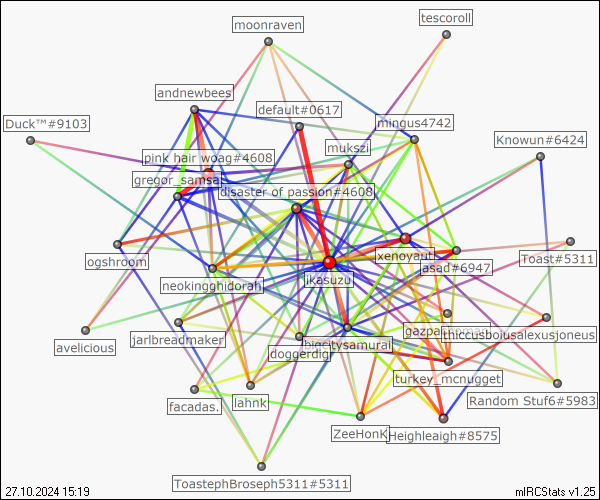 moonraven
tescoroll
andnewbees
default#0617
Duck™#9103
mingus4742
Knowun#6424
mukszi
pink hair woag#4608
gregor_samsa
disaster of passion#4608
xenoyaut
ogshroom
asad#6947
Toast#5311
neokingghidorah
ikasuzu
avelicious
jarlbreadmaker
thiccusboiusalexusjoneus
bigcitysamurai
doggerdig
turkey_mcnugget
Random Stuf6#5983
facadas.
lahnk
ZeeHonK
Heighleaigh#8575
ToastephBroseph5311#5311
27.10.2024 15:19
mIRCStats v1.25